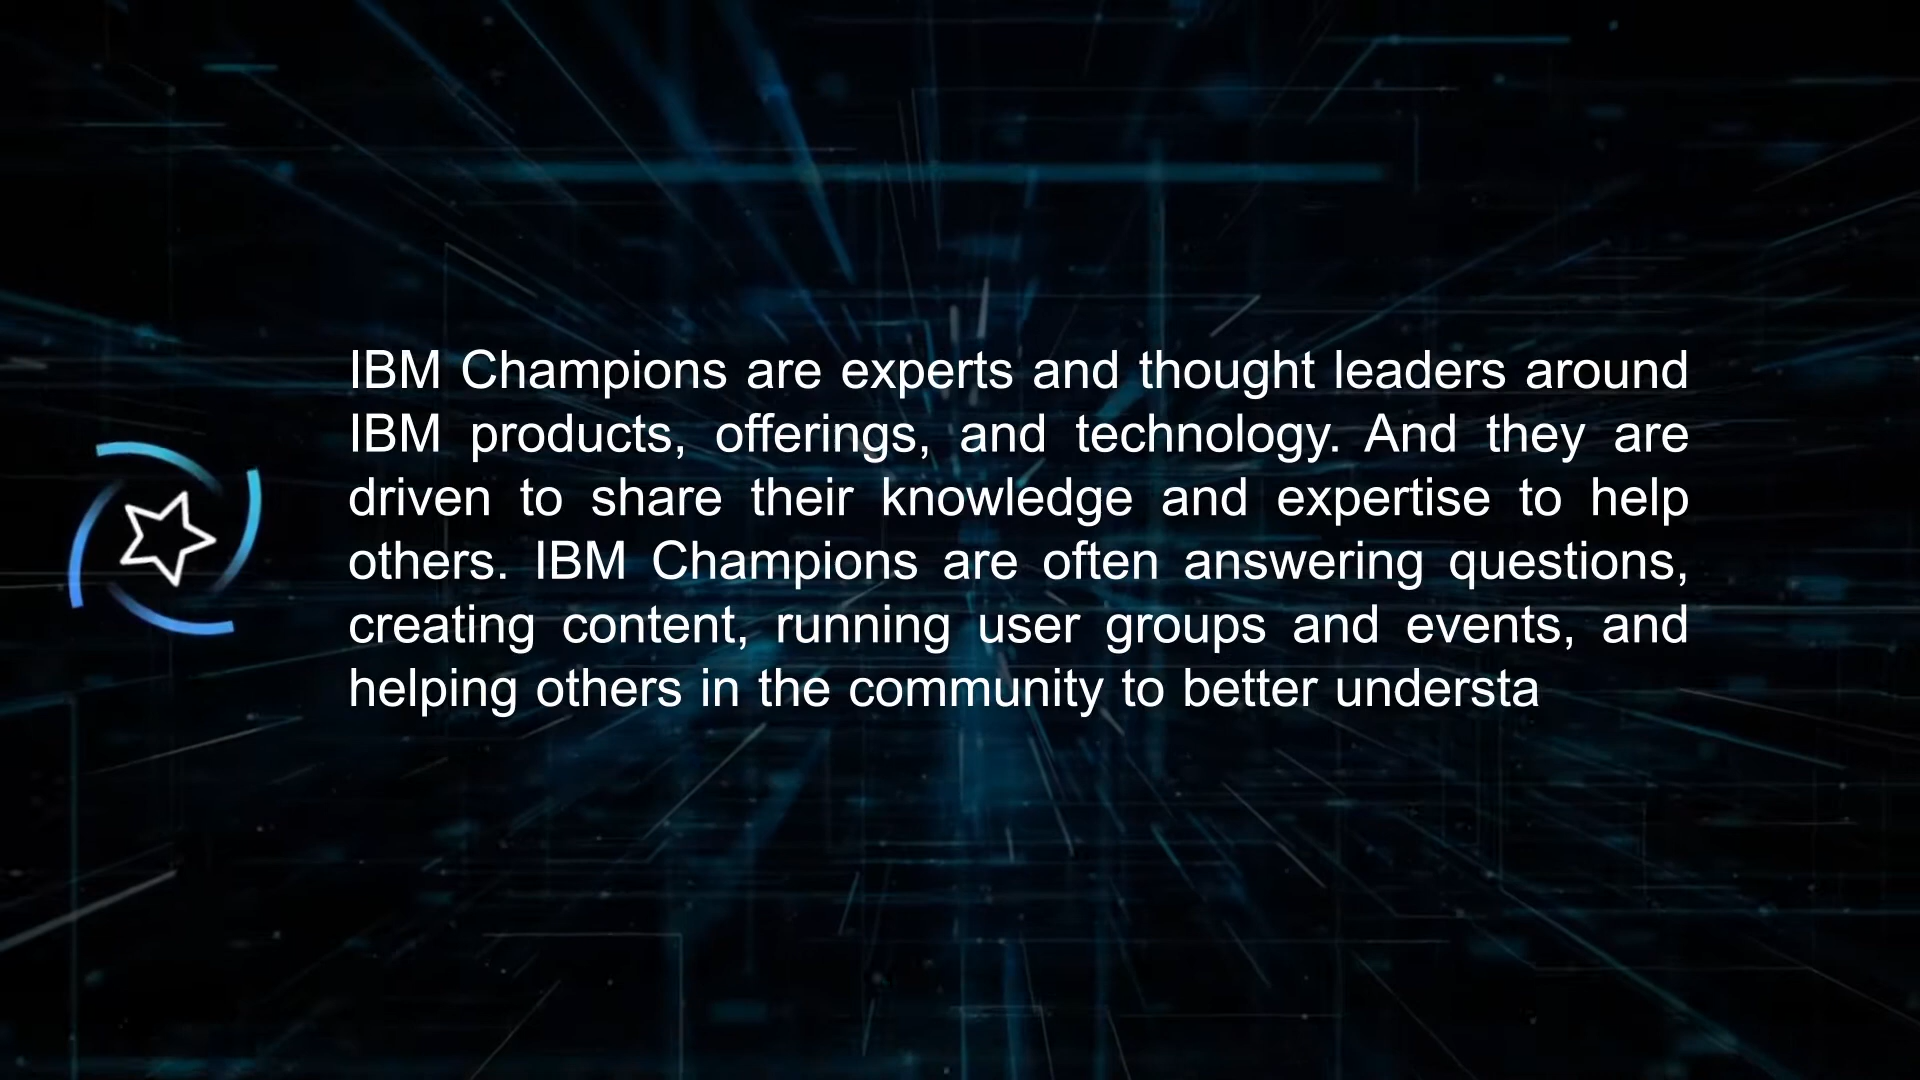 IBM Champions are experts and thought leaders around
IBM products, offerings, and technology. And they are
driven to share their knowledge and expertise to help
others. IBM Champions are often answering questions,
creating content, running user groups and events, and
helping others in the community to better understa